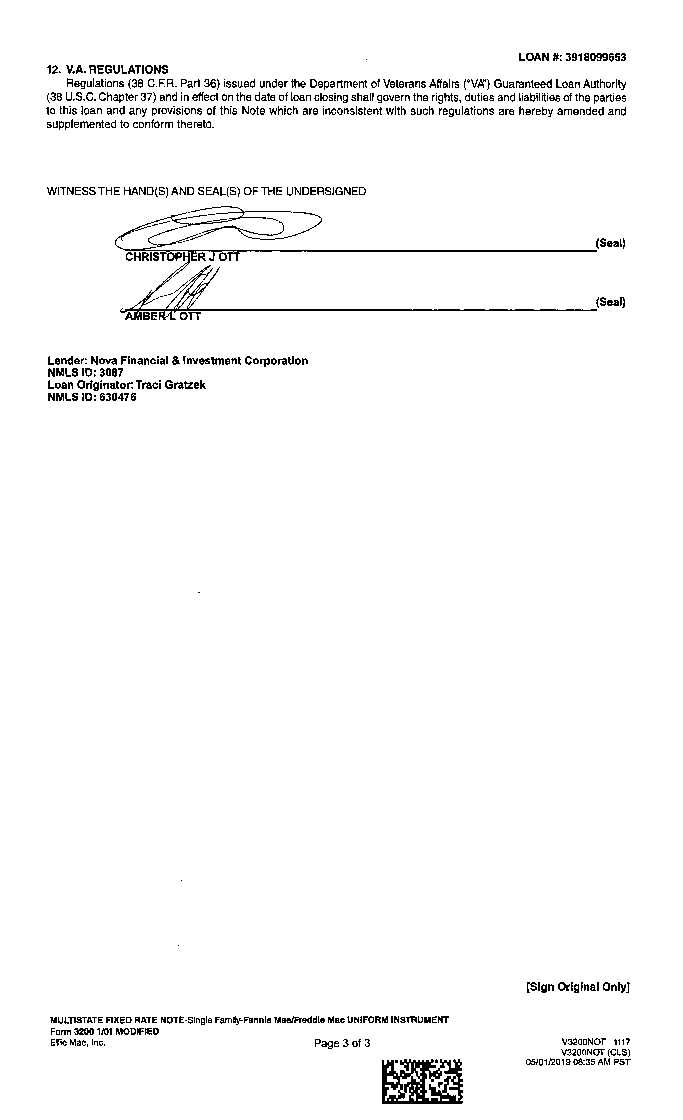 LOAN #: 3918099653
12. V.A. REGULATIONS
Regulations (38 C.F.R. Part 36) issued under the Department of Veterans Affairs ("VA") Guaranteed Loan Authority
(38 U.S.C. Chapter 37) and in effect on the date of loan closing shall govern the rights, duties and liabilities of the parties
to this loan and any provisions of this Note which are inconsistent with such regulations are hereby amended and
supplemented to conform thereto.
WITNESS THE HAND(S) AND SEAL(S) OF THE UNDERSIGNED
(Seal)
CHRISTOPHER J OTT
(Seal)
AMBER L OTT
Lender: Nova Financial & Investment Corporation
NMLS ID: 3087
Loan Originator: Traci Gratzek
NMLS ID: 630476
[Sign Original Only]
MULTISTATE FIXED RATE NOTE-Single Family-Fannie Mae/Freddie Mac UNIFORM INSTRUMENT
Form 3200 1/01 MODIFIED
Ellie Mae, Inc.
Page 3 of 3
V3200NOT 1117
V3200NOT (CLS)
05/01/2019 08:35 AM PST